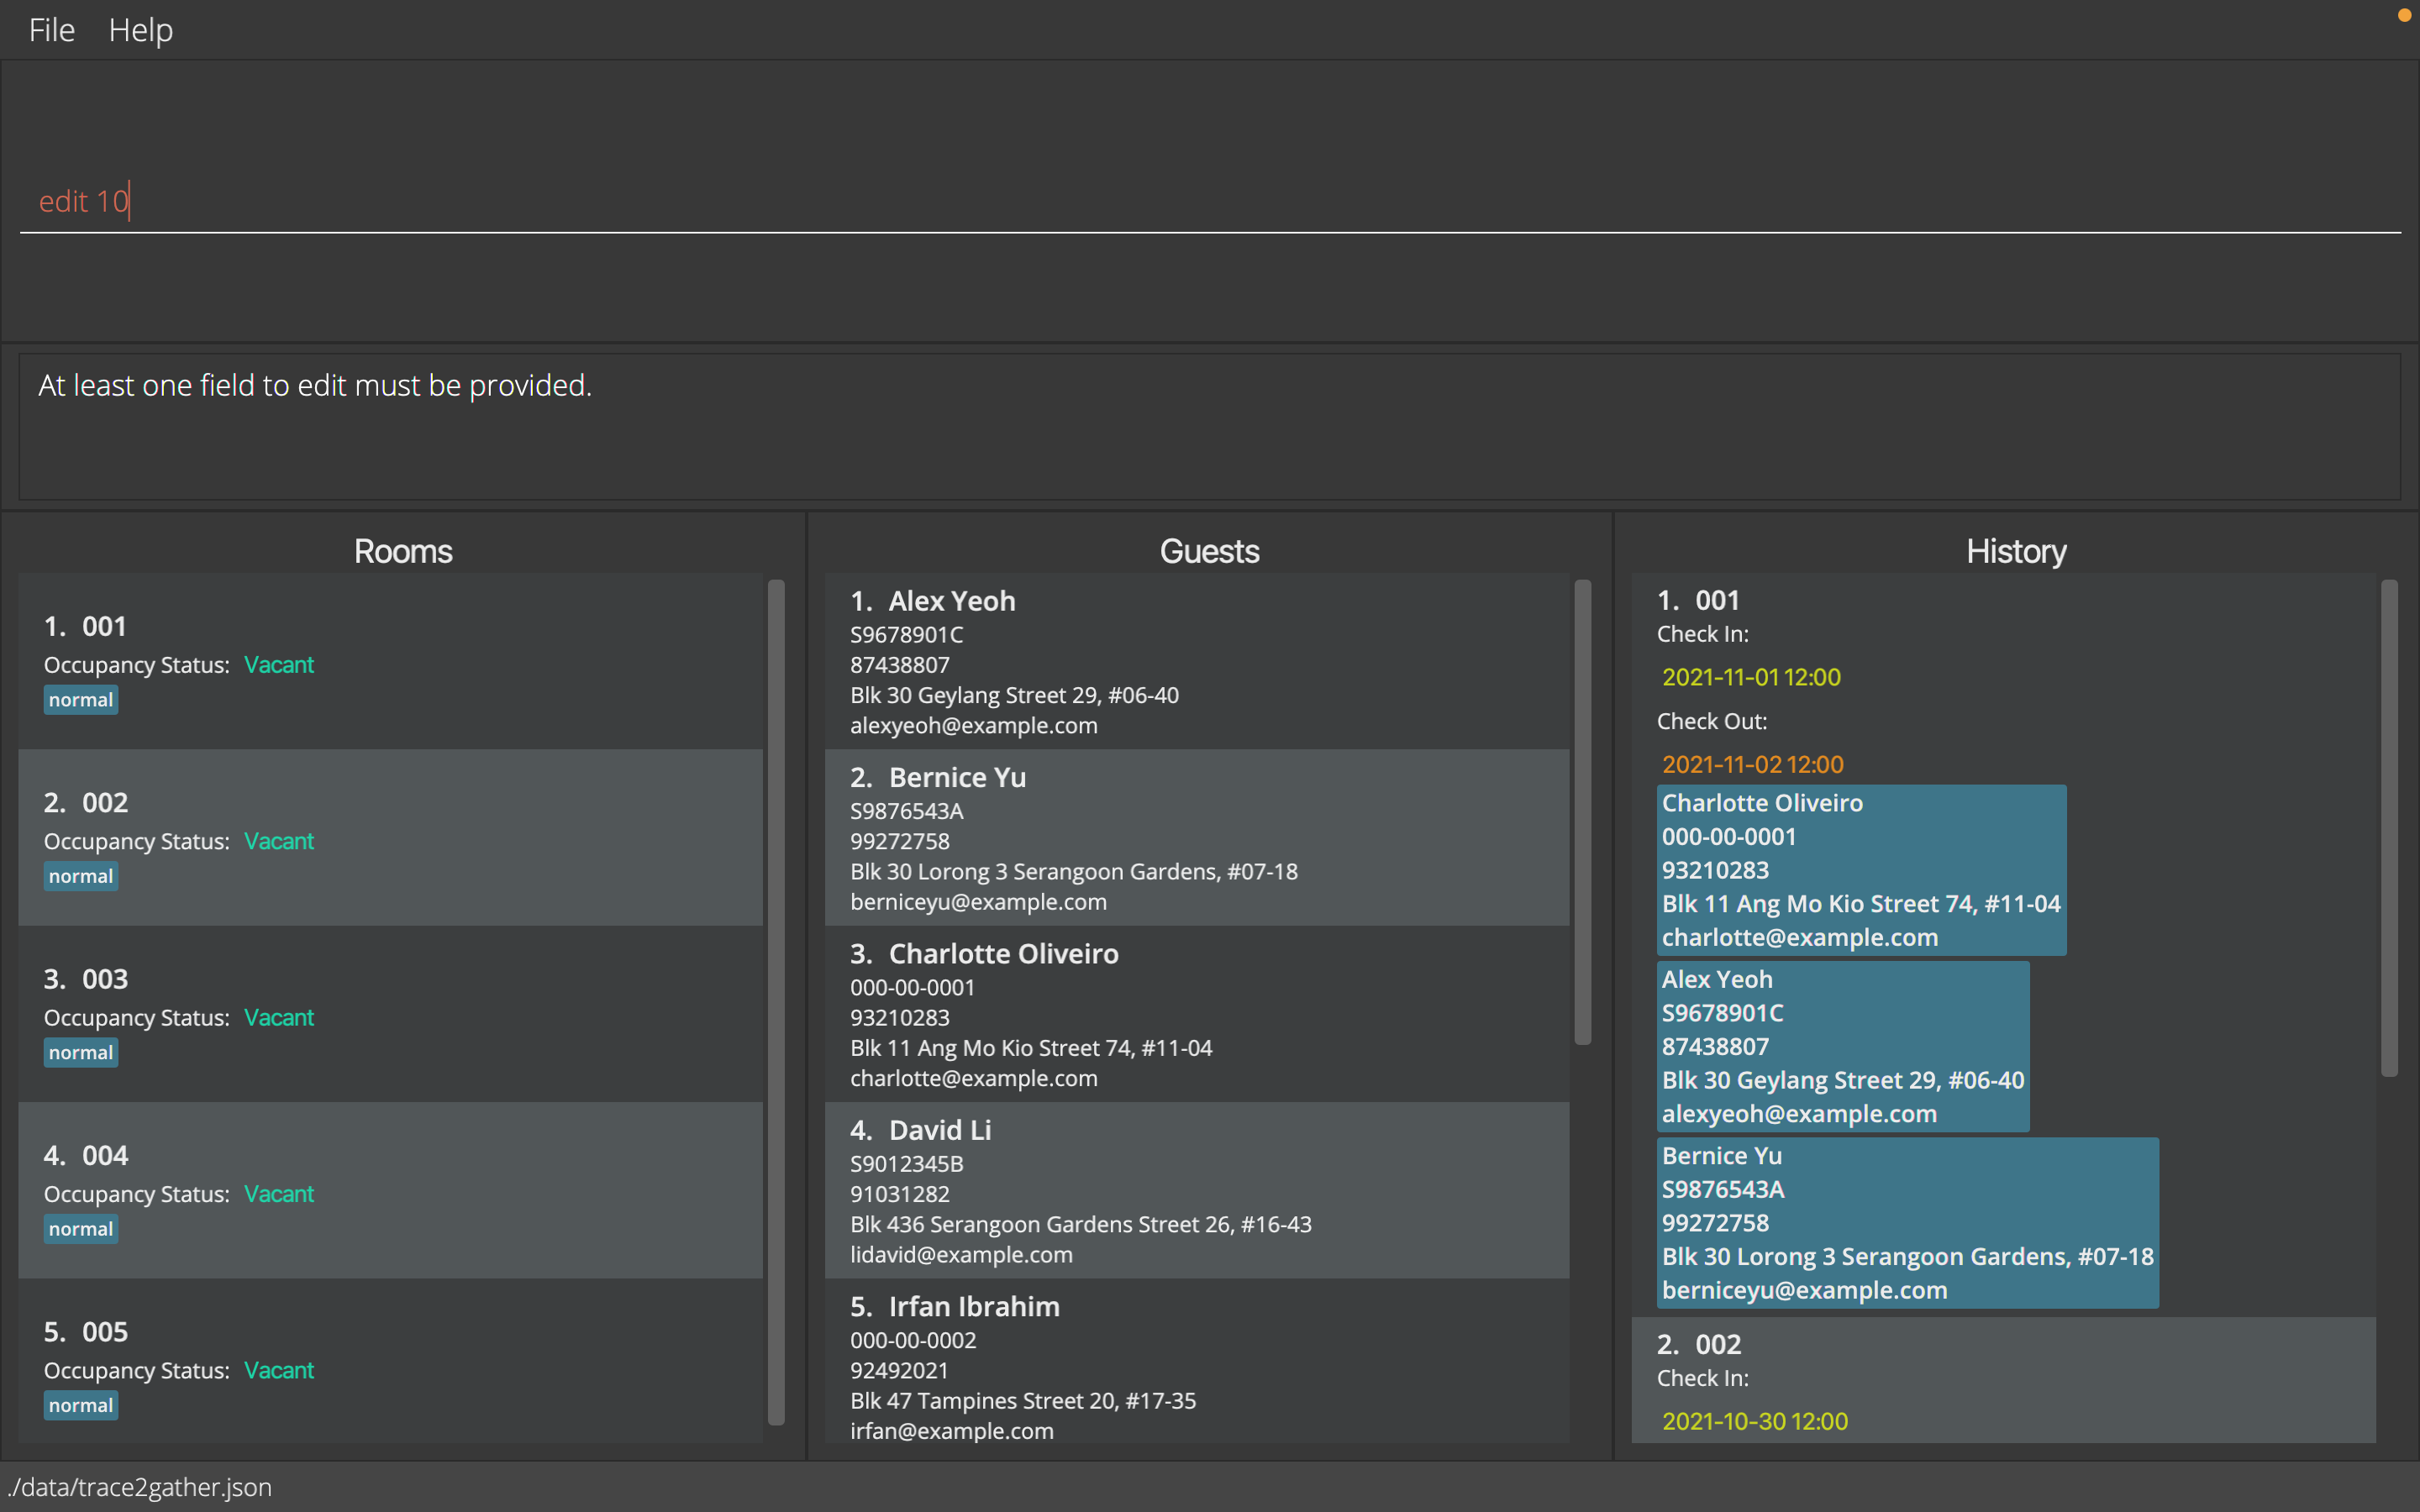 File Help
edit 10
At least one field to edit must be provided.
Rooms
1. 001
Occupancy Status: Vacant
normal
2. 002
Occupancy Status: Vacant
normal
3. 003
Occupancy Status: Vacant
normal
4. 004
Occupancy Status: Vacant
normal
5. 005
Occupancy Status: Vacant
normal
Guests
1. Alex Yeoh
S9678901C
87438807
Blk 30 Geylang Street 29, #06-40
alexyeoh@example.com
2. Bernice Yu
S9876543A
99272758
Blk 30 Lorong 3 Serangoon Gardens, #07-18
berniceyu@example.com
3. Charlotte Oliveiro
000-00-0001
93210283
Blk 11 Ang Mo Kio Street 74, #11-04
charlotte@example.com
4. David Li
S9012345B
91031282
Blk 436 Serangoon Gardens Street 26, #16-43
lidavid@example.com
5. Irfan Ibrahim
000-00-0002
92492021
Blk 47 Tampines Street 20, #17-35
irfan@example.com
History
1. 001
Check In:
2021-11-01 12:00
Check Out:
2021-11-02 12:00
Charlotte Oliveiro
000-00-0001
93210283
Blk 11 Ang Mo Kio Street 74, #11-04
charlotte@example.com
Alex Yeoh
S9678901C
87438807
Blk 30 Geylang Street 29, #06-40
alexyeoh@example.com
Bernice Yu
S9876543A
99272758
Blk 30 Lorong 3 Serangoon Gardens, #07-18
berniceyu@example.com
2. 002
Check In:
2021-10-30 12:00
./data/trace2gather.json